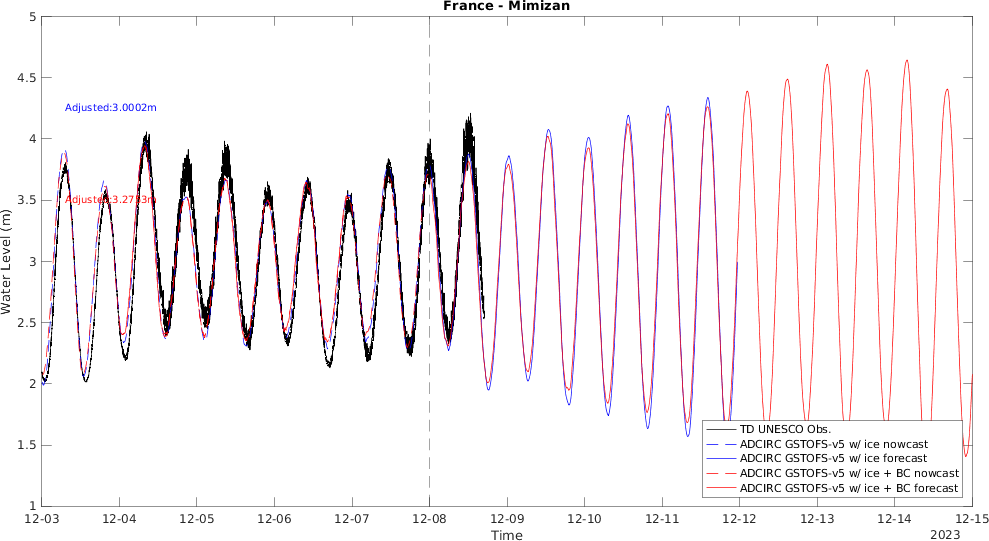 France - Mimizan
5
4.5
4
3.5
3
2.5
2
1.5
1
Water Level (m)
Adjusted:3.0002m
Adjusted:3.2753m
TD UNESCO Obs.
ADCIRC GSTOFS-v5 w/ ice nowcast
ADCIRC GSTOFS-v5 w/ ice forecast
ADCIRC GSTOFS-v5 w/ ice + BC nowcast
ADCIRC GSTOFS-v5 w/ ice + BC forecast
12-03 12-04 12-05 12-06 12-07 12-08 12-09 12-10 12-11 12-12 12-13 12-14 12-15
Time
2023